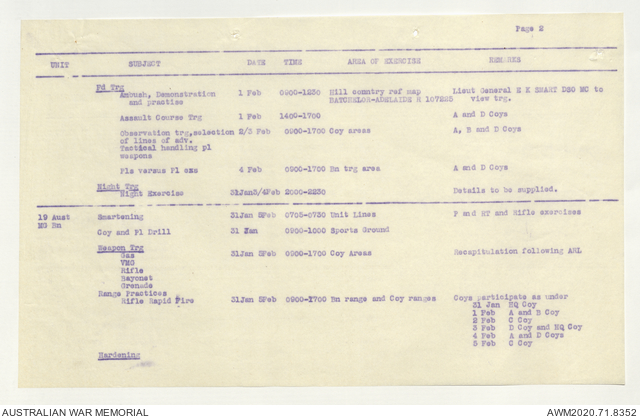 Page 2
UNIT SUBJECT DATE TIME AREA OF EXERCISE REMARKS
Fd Trg
Ambush, Demonstration and practise 1 Feb 0900-1230 Hill country ref map BATCHELOR-ADELAIDE R 107223 Lieut General E K SMART DSO MC to view trg.
Assault Course Trg 1 Feb 1400-1700 A and D Coys
Observation trg, selection 2/3 Feb 0900-1700 Coy areas A, B and D Coys
of lines of adv.
Tactical handling pl
weapons
Pls versus Pl exs 4 Feb 0900-1700 Bn trg area A and D Coys
Night Trg
Night Exercise 31Jan3/4Feb 2000-2230 Details to be supplied.
19 Aust Smartening 31Jan 5Feb 0705-0730 Unit Lines P and RT and Rifle exercises
MG Bn
Coy and Pl Drill 31 Jan 0900-1000 Sports Ground
Weapon Trg
Gas 31Jan 5Feb 0900-1700 Coy Areas Recapitulation following ARL
VMG
Rifle
Bayonet
Grenade
Range Practices
Rifle Rapid Fire 31Jan 5Feb 0900-1700 Bn range and Coy ranges Coys participate as under
31 Jan HQ Coy
1 Feb A and B Coy
2 Feb C Coy
3 Feb D Coy and HQ Coy
4 Feb A and D Coys
5 Feb C Coy
Hardening
AUSTRALIAN WAR MEMORIAL AWM2020.71.8352